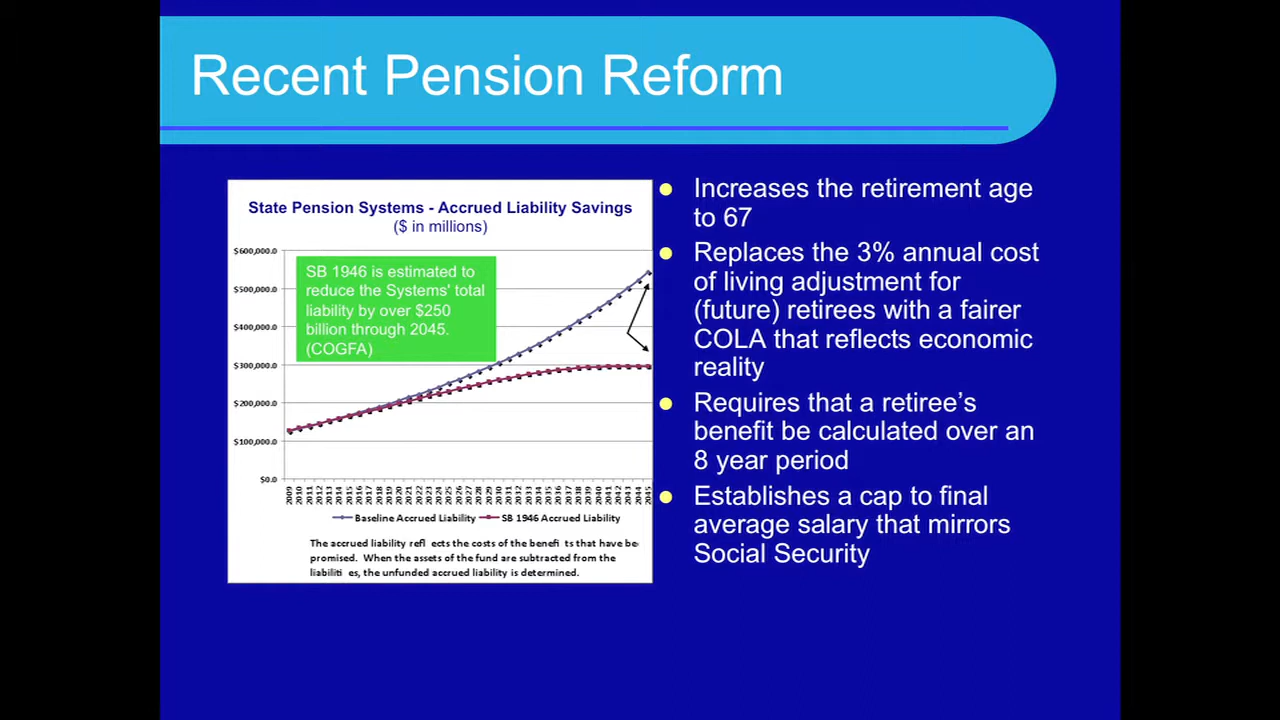 Recent Pension Reform
State Pension Systems - Accrued Liability Savings
($ in millions)
$600,000.0
$500,000.0
$400,000.0
$300,000.0
$200,000.0
$100,000.0
$0.0
SB 1946 is estimated to
reduce the Systems' total
liability by over $250
billion through 2045.
(COGFA)
2009 2010 2011 2012 2013 2014 2015 2016 2017 2018 2019 2020 2021 2022 2023 2024 2025 2026 2027 2028 2029 2030 2031 2032 2033 2034 2035 2036 2037 2038 2039 2040 2041 2042 2043 2044 2045
Baseline Accrued Liability SB 1946 Accrued Liability
The accrued liability refl ects the costs of the benefi ts that have be
promised. When the assets of the fund are subtracted from the
liabiliti es, the unfunded accrued liability is determined.
Increases the retirement age
to 67
Replaces the 3% annual cost
of living adjustment for
(future) retirees with a fairer
COLA that reflects economic
reality
Requires that a retiree’s
benefit be calculated over an
8 year period
Establishes a cap to final
average salary that mirrors
Social Security